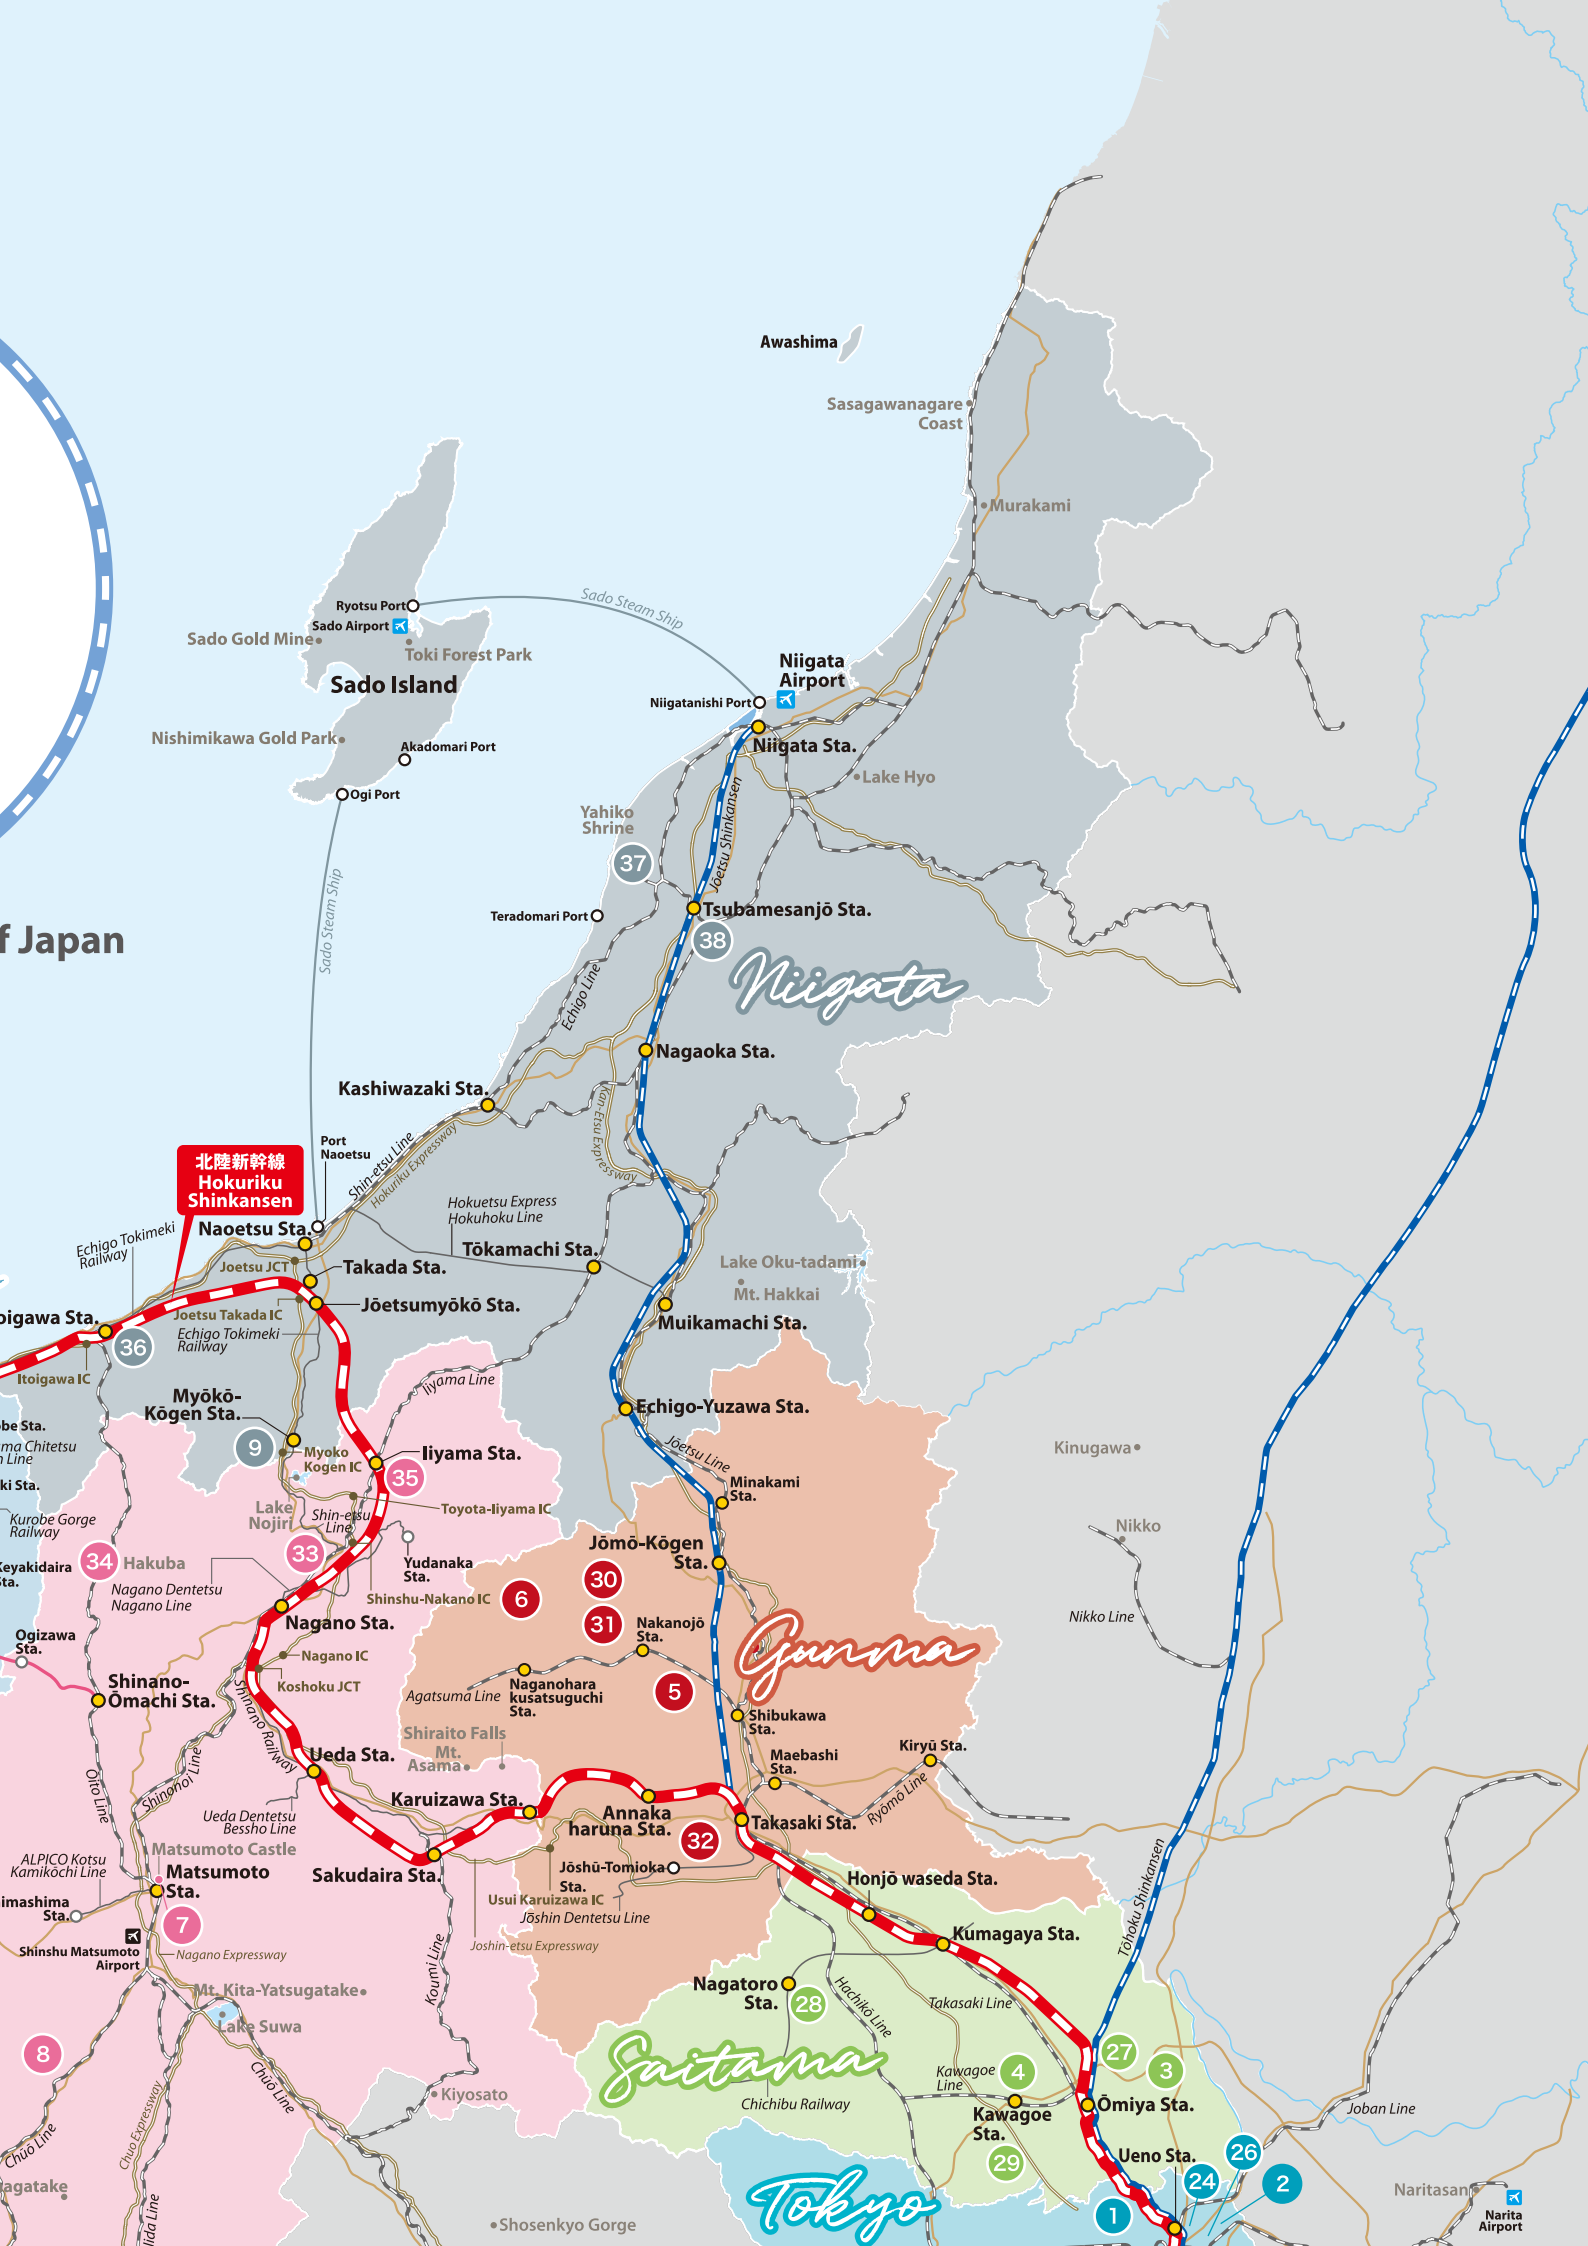 Awashima
Sasagawanagare
Coast
Murakami
Sado Steam Ship
Ryotsu Port
Sado Airport
Sado Gold Mine
Toki Forest Park
Sado Island
Niigata
Airport
Niigatanishi Port
Niigata Sta.
Nishimikawa Gold Park
Akadomari Port
Ogi Port
Lake Hyo
Yahiko
Shrine
37
Jōetsu Shinkansen
Sado Steam Ship
Teradomari Port
Tsubamesanjō Sta.
38
f Japan
Niigata
Echigo Line
Nagaoka Sta.
Kashiwazaki Sta.
Kan-Etsu Expressway
Port
Naoetsu
Shin-etsu Line
Hokuriku Expressway
北陸新幹線
Hokuriku
Shinkansen
Hokuetsu Express
Hokuhoku Line
Naoetsu Sta.
Echigo Tokimeki
Railway
Tōkamachi Sta.
Joetsu JCT
Takada Sta.
Lake Oku-tadami
Mt. Hakkai
Jōetsumyōkō Sta.
Joetsu Takada IC
oigawa Sta.
Muikamachi Sta.
Echigo Tokimeki
Railway
36
Itoigawa IC
Iiyama Line
Myōkō-
Kōgen Sta.
Echigo-Yuzawa Sta.
obe Sta.
ma Chitetsu
n Line
9
Myoko
Kogen IC
Iiyama Sta.
35
Jōetsu Line
Kinugawa
ki Sta.
Minakami
Sta.
Toyota-Iiyama IC
Lake
Nojiri
Shin-etsu
Line
Kurobe Gorge
Railway
Nikko
33
Jōmō-Kōgen
Sta.
34
Hakuba
Yudanaka
Sta.
Keyakidaira
Sta.
30
Nagano Dentetsu
Nagano Line
Shinshu-Nakano IC
6
Nagano Sta.
31
Nakanojō
Sta.
Nikko Line
Ogizawa
Sta.
Gunma
Nagano IC
Koshoku JCT
Shinano-
Ōmachi Sta.
Agatsuma Line
Naganohara
kusatsuguchi
Sta.
5
Shibukawa
Sta.
Shinano Railway
Shiraito Falls
Mt.
Asama
Ueda Sta.
Maebashi
Sta.
Kiryū Sta.
Ōito Line
Shinonoi Line
Karuizawa Sta.
Ryōmō Line
Ueda Dentetsu
Bessho Line
Annaka
haruna Sta.
32
Takasaki Sta.
Matsumoto Castle
ALPICO Kotsu
Kamikōchi Line
Matsumoto
Sta.
Sakudaira Sta.
Jōshū-Tomioka
Sta.
Honjō waseda Sta.
Usui Karuizawa IC
imashima
Sta.
7
Jōshin Dentetsu Line
Tōhoku Shinkansen
Kumagaya Sta.
Shinshu Matsumoto
Airport
Nagano Expressway
Joshin-etsu Expressway
Koumi Line
Mt. Kita-Yatsugatake
Nagatoro
Sta.
28
Hachikō Line
Takasaki Line
Lake Suwa
8
Saitama
27
3
4
Kawagoe
Line
Chūō Line
Kiyosato
Chichibu Railway
Kawagoe
Sta.
Ōmiya Sta.
Joban Line
Chūō Line
Chuo Expressway
29
Ueno Sta.
26
24
2
agatake
Iida Line
Tokyo
1
Naritasan
Shosenkyo Gorge
Narita
Airport